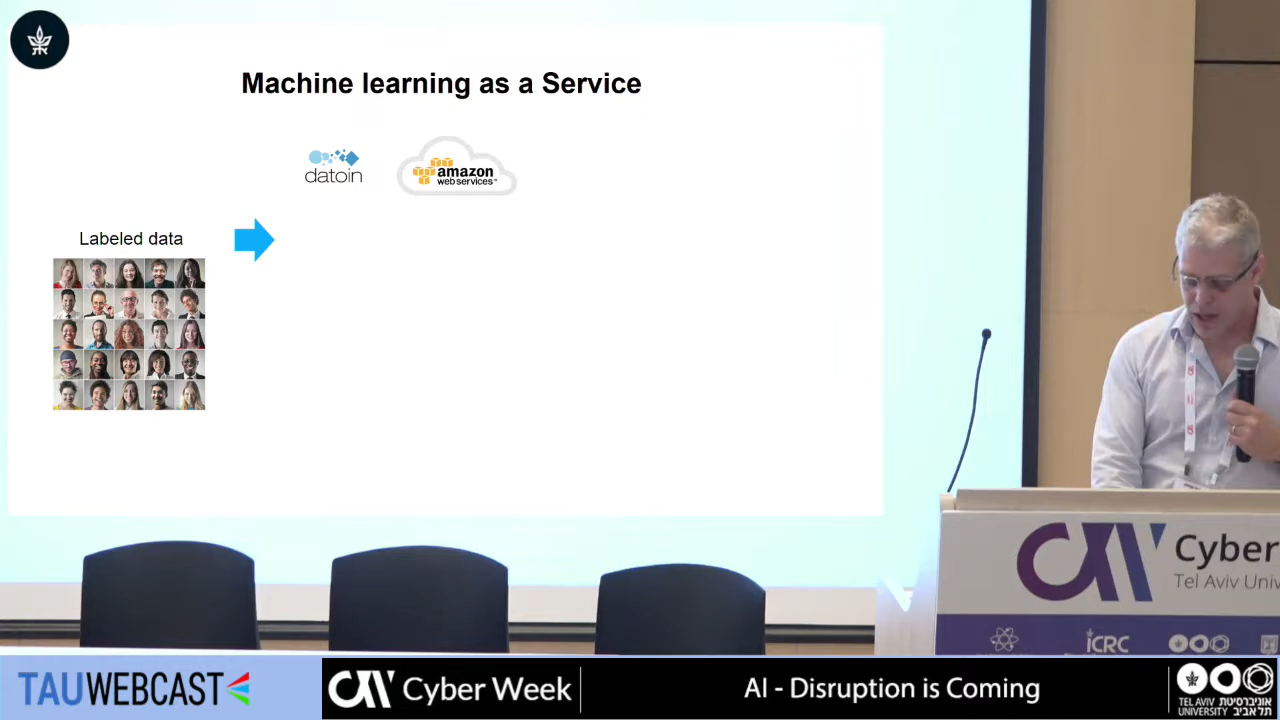 Machine learning as a Service
datoin
amazon
web services™
Labeled data
Cyber
Tel Aviv Univ
iCRC
TAUWEBCAST
Cyber Week
AI - Disruption is Coming
TEL AVIV אוניברסיטת
UNIVERSITY תל אביב